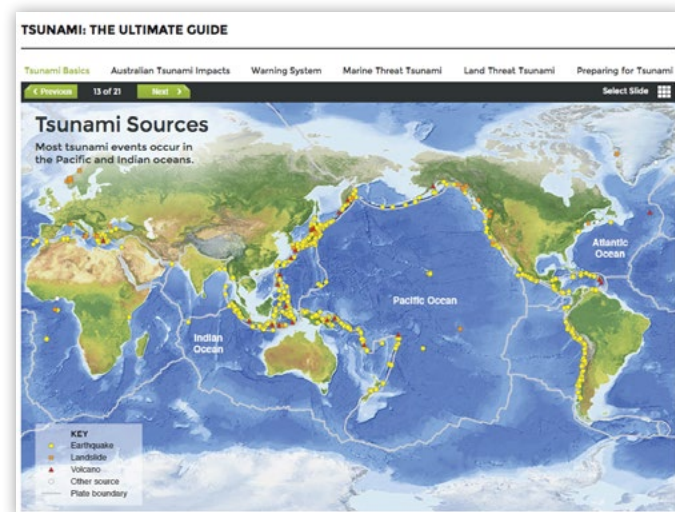 TSUNAMI: THE ULTIMATE GUIDE
Tsunami Basics Australian Tsunami Impacts Warning System Marine Threat Tsunami Land Threat Tsunami Preparing for Tsunami
< Previous 13 of 21 Next > Select Slide
Tsunami Sources
Most tsunami events occur in
the Pacific and Indian oceans.
Atlantic
Ocean
Pacific Ocean
Indian
Ocean
KEY
Earthquake
Landslide
Volcano
Other source
Plate boundary